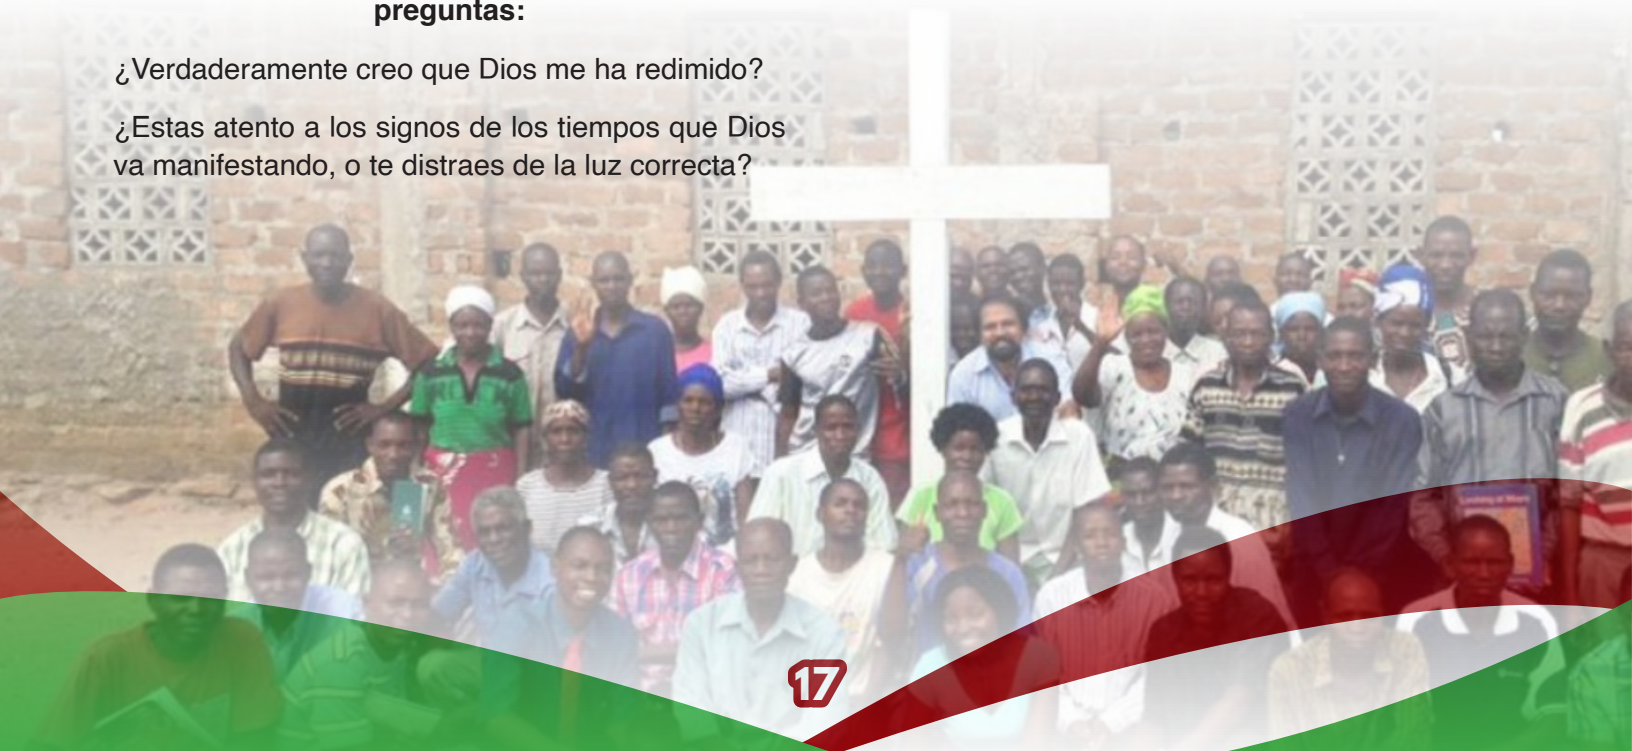 preguntas:
¿Verdaderamente creo que Dios me ha redimido?
¿Estas atento a los signos de los tiempos que Dios
va manifestando, o te distraes de la luz correcta?
17